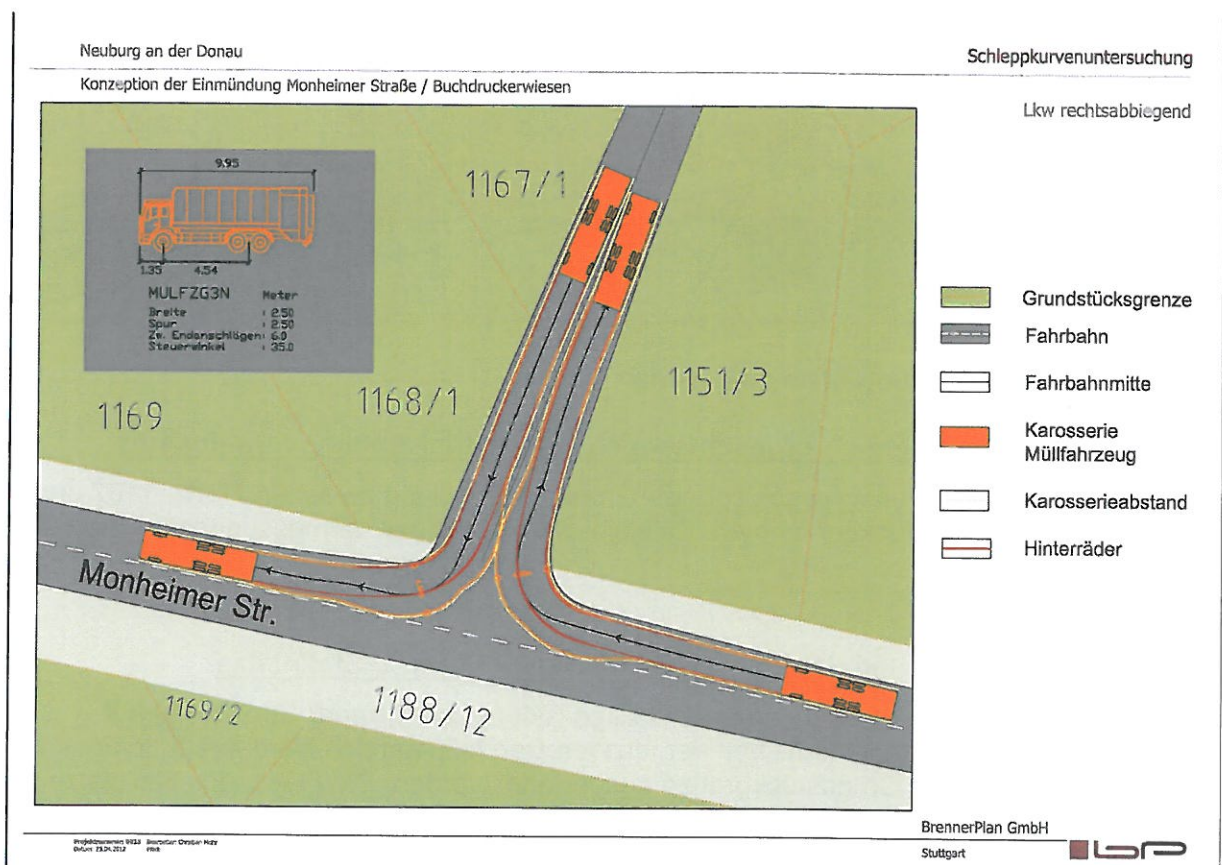 Neuburg an der Donau
Schleppkurvenuntersuchung
Konzeption der Einmündung Monheimer Straße / Buchdruckerwiesen
Lkw rechtsabbiegend
9.95
1.35 4.54
MULFZG3N Meter
Breite : 2.50
Spur : 2.50
Zw. Endanschlägen: 6.0
Steuerwinkel : 35.0
1167/1
1168/1
1151/3
1169
Monheimer Str.
1169/2
1188/12
Grundstücksgrenze
Fahrbahn
Fahrbahnmitte
Karosserie
Müllfahrzeug
Karosserieabstand
Hinterräder
BrennerPlan GmbH
Stuttgart
bp